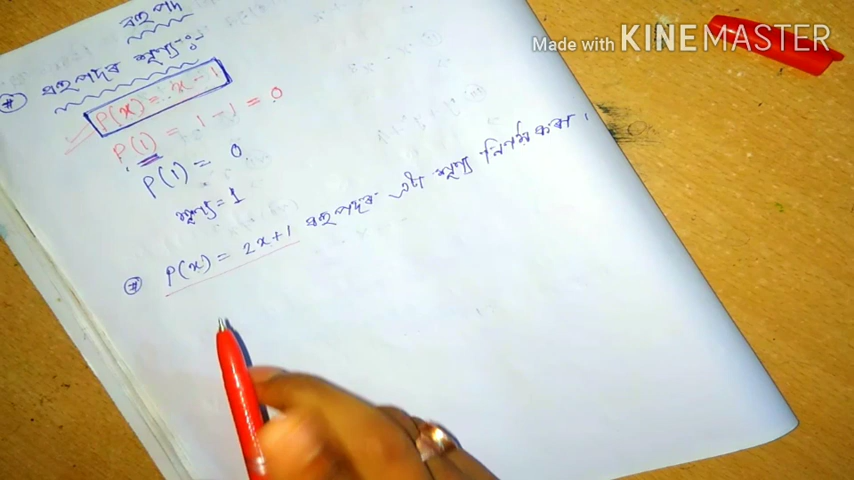 বহুপদ
# বহুপদৰ শূন্য :-
P(x) = x - 1
P(1) = 1 - 1 = 0
P(1) = 0
শূন্য = 1
# P(x) = 2x+1 বহুপদৰ এটা শূন্য নিৰ্ণয় কৰা।
Made with KINEMASTER